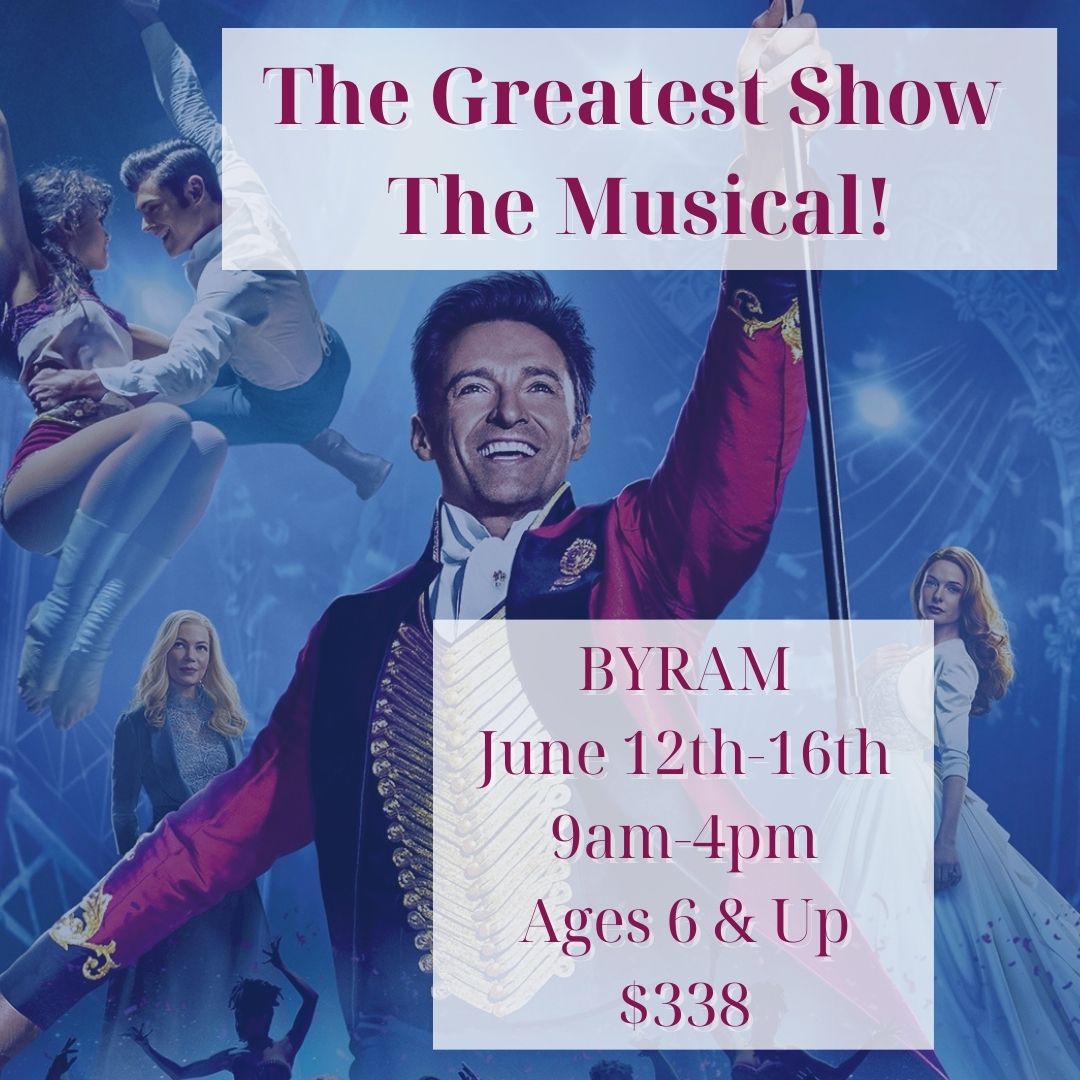 The Greatest Show
The Musical!
BYRAM
June 12th-16th
9am-4pm
Ages 6 & Up
$338